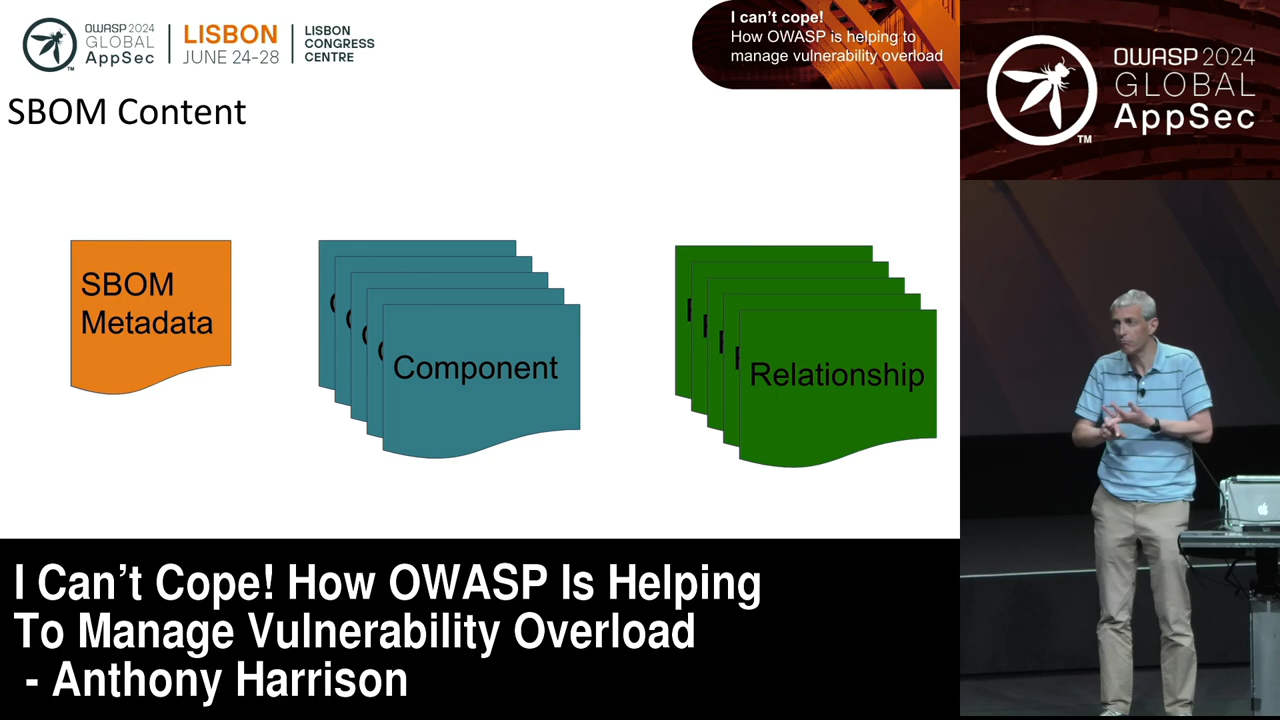 OWASP 2024
GLOBAL
AppSec
TM
LISBON
JUNE 24-28
LISBON
CONGRESS
CENTRE
I can't cope!
How OWASP is helping to
manage vulnerability overload
OWASP 2024
GLOBAL
AppSec
TM
SBOM Content
SBOM
Metadata
Component
Relationship
I Can't Cope! How OWASP Is Helping
To Manage Vulnerability Overload
- Anthony Harrison